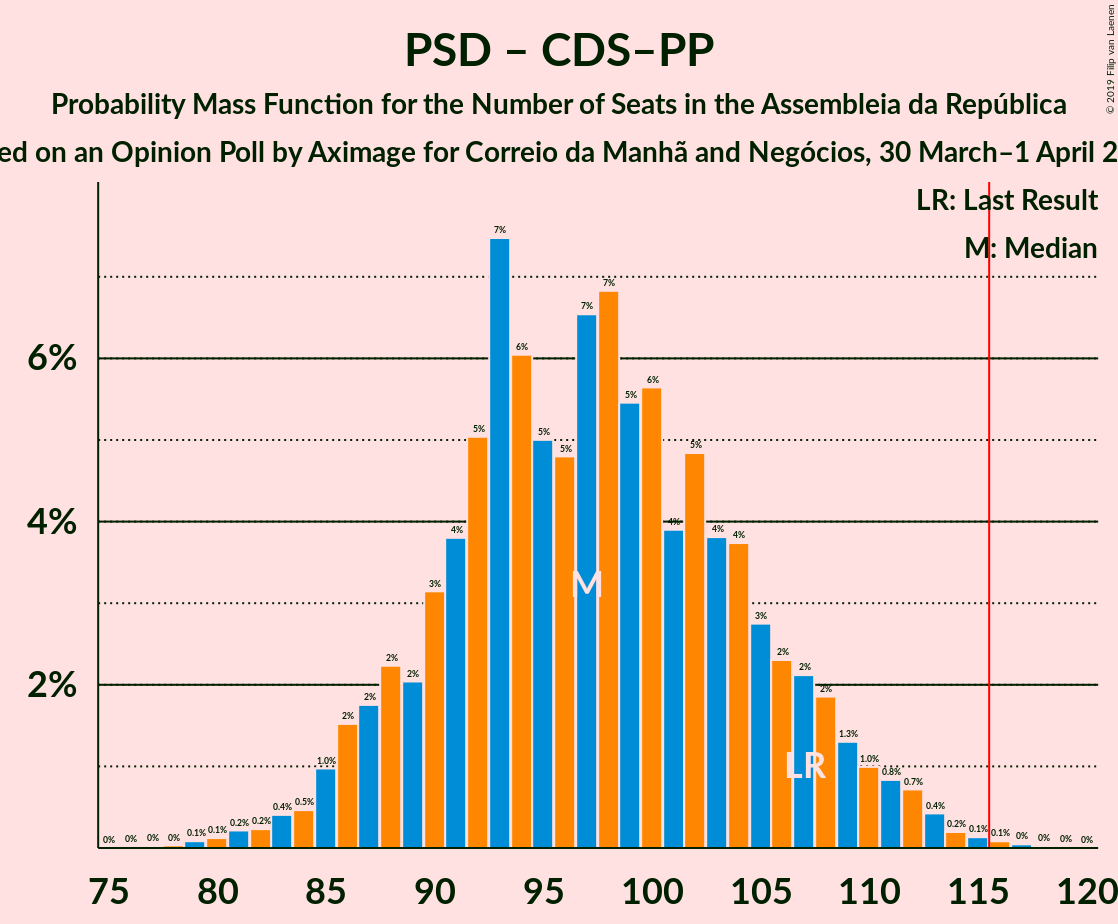 PSD – CDS–PP
Probability Mass Function for the Number of Seats in the Assembleia da República
ed on an Opinion Poll by Aximage for Correio da Manhã and Negócios, 30 March–1 April 2
© 2019 Filip van Laenen
LR: Last Result
M: Median
6%
4%
2%
0% 0% 0% 0% 0.1% 0.1% 0.2% 0.2% 0.4% 0.5% 1.0% 2% 2% 2% 2% 3% 4% 5% 7% 6% 5% 5% 7% 7% 5% 6% 4% 5% 4% 4% 3% 2% 2% 2% 1.3% 1.0% 0.8% 0.7% 0.4% 0.2% 0.1% 0.1% 0% 0% 0% 0%
M
LR
75 80 85 90 95 100 105 110 115 120